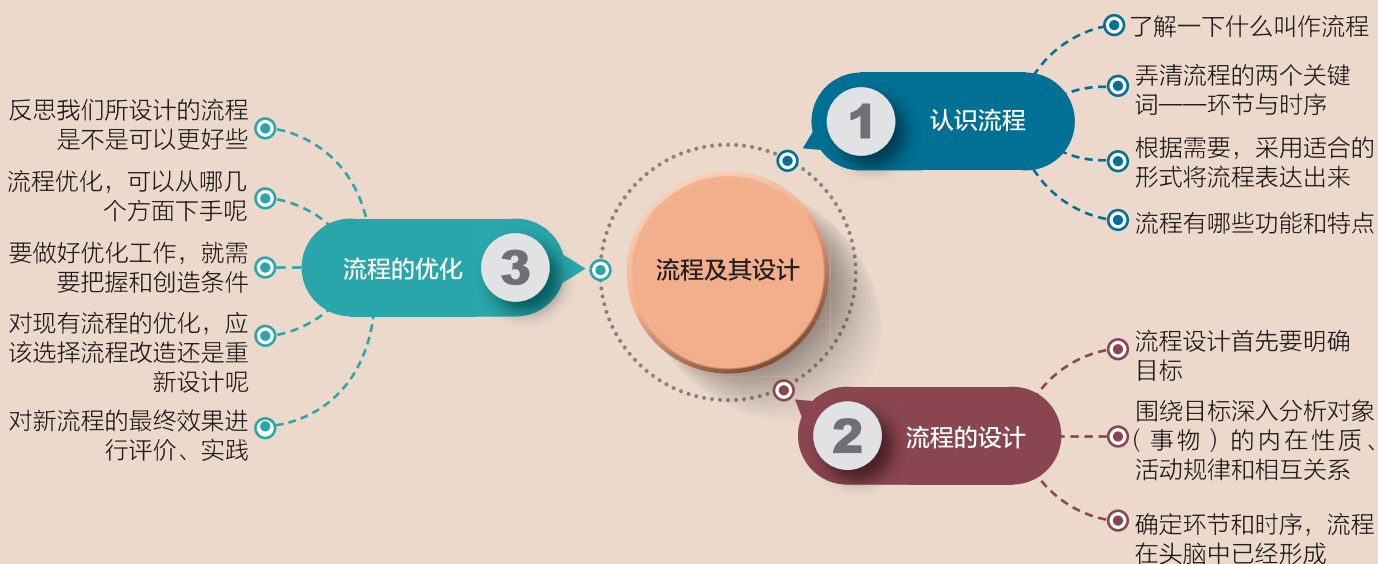 流程及其设计
1
认识流程
了解一下什么叫作流程
弄清流程的两个关键
词——环节与时序
根据需要，采用适合的
形式将流程表达出来
流程有哪些功能和特点
2
流程的设计
流程设计首先要明确
目标
围绕目标深入分析对象
（事物）的内在性质、
活动规律和相互关系
确定环节和时序，流程
在头脑中已经形成
3
流程的优化
反思我们所设计的流程
是不是可以更好些
流程优化，可以从哪几
个方面下手呢
要做好优化工作，就需
要把握和创造条件
对现有流程的优化，应
该选择流程改造还是重
新设计呢
对新流程的最终效果进
行评价、实践